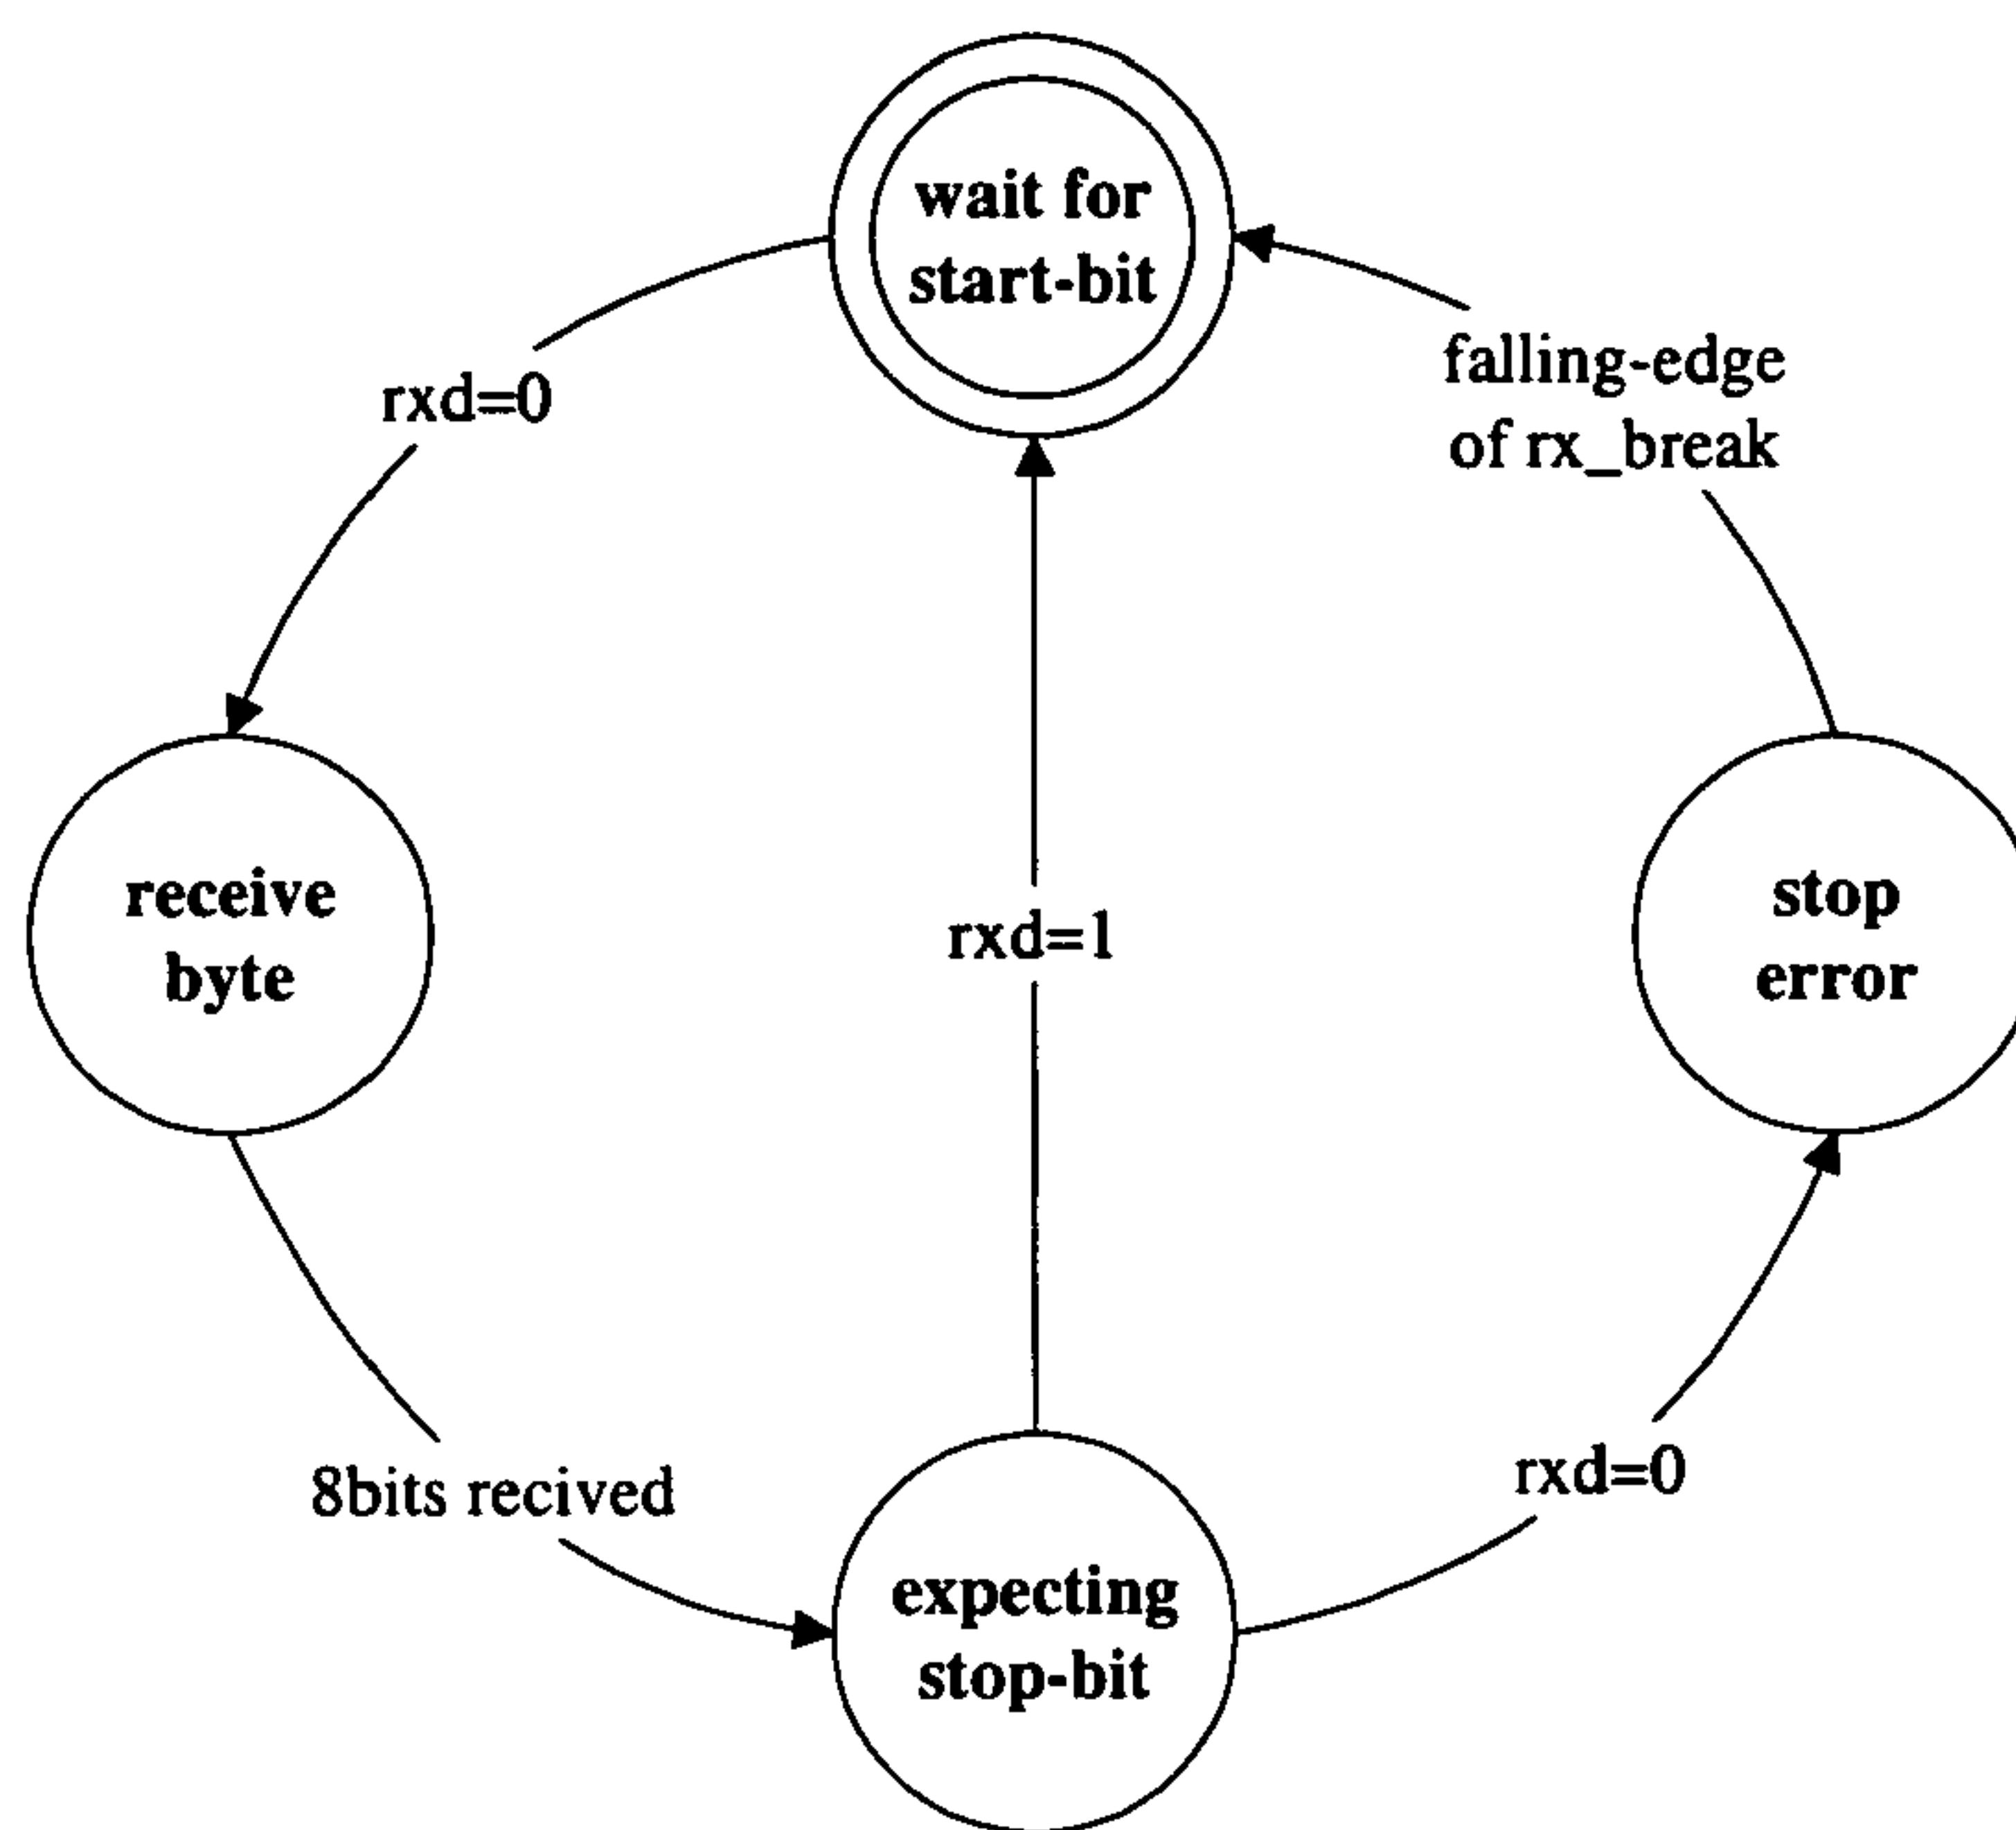 wait for
start-bit
falling-edge
of rx_break
rxd=0
receive
byte
rxd=1
stop
error
8bits recived
rxd=0
expecting
stop-bit